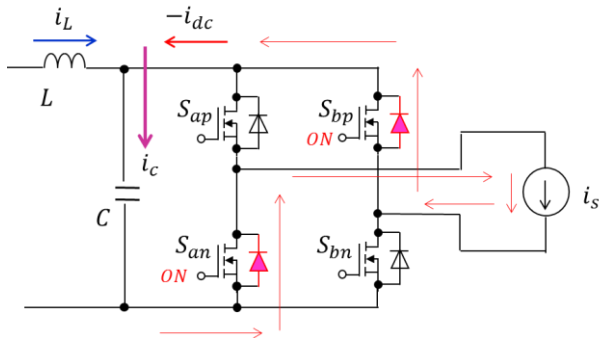 i_L
−i_dc
L
S_ap
S_bp
ON
i_c
C
i_s
S_an
S_bn
ON